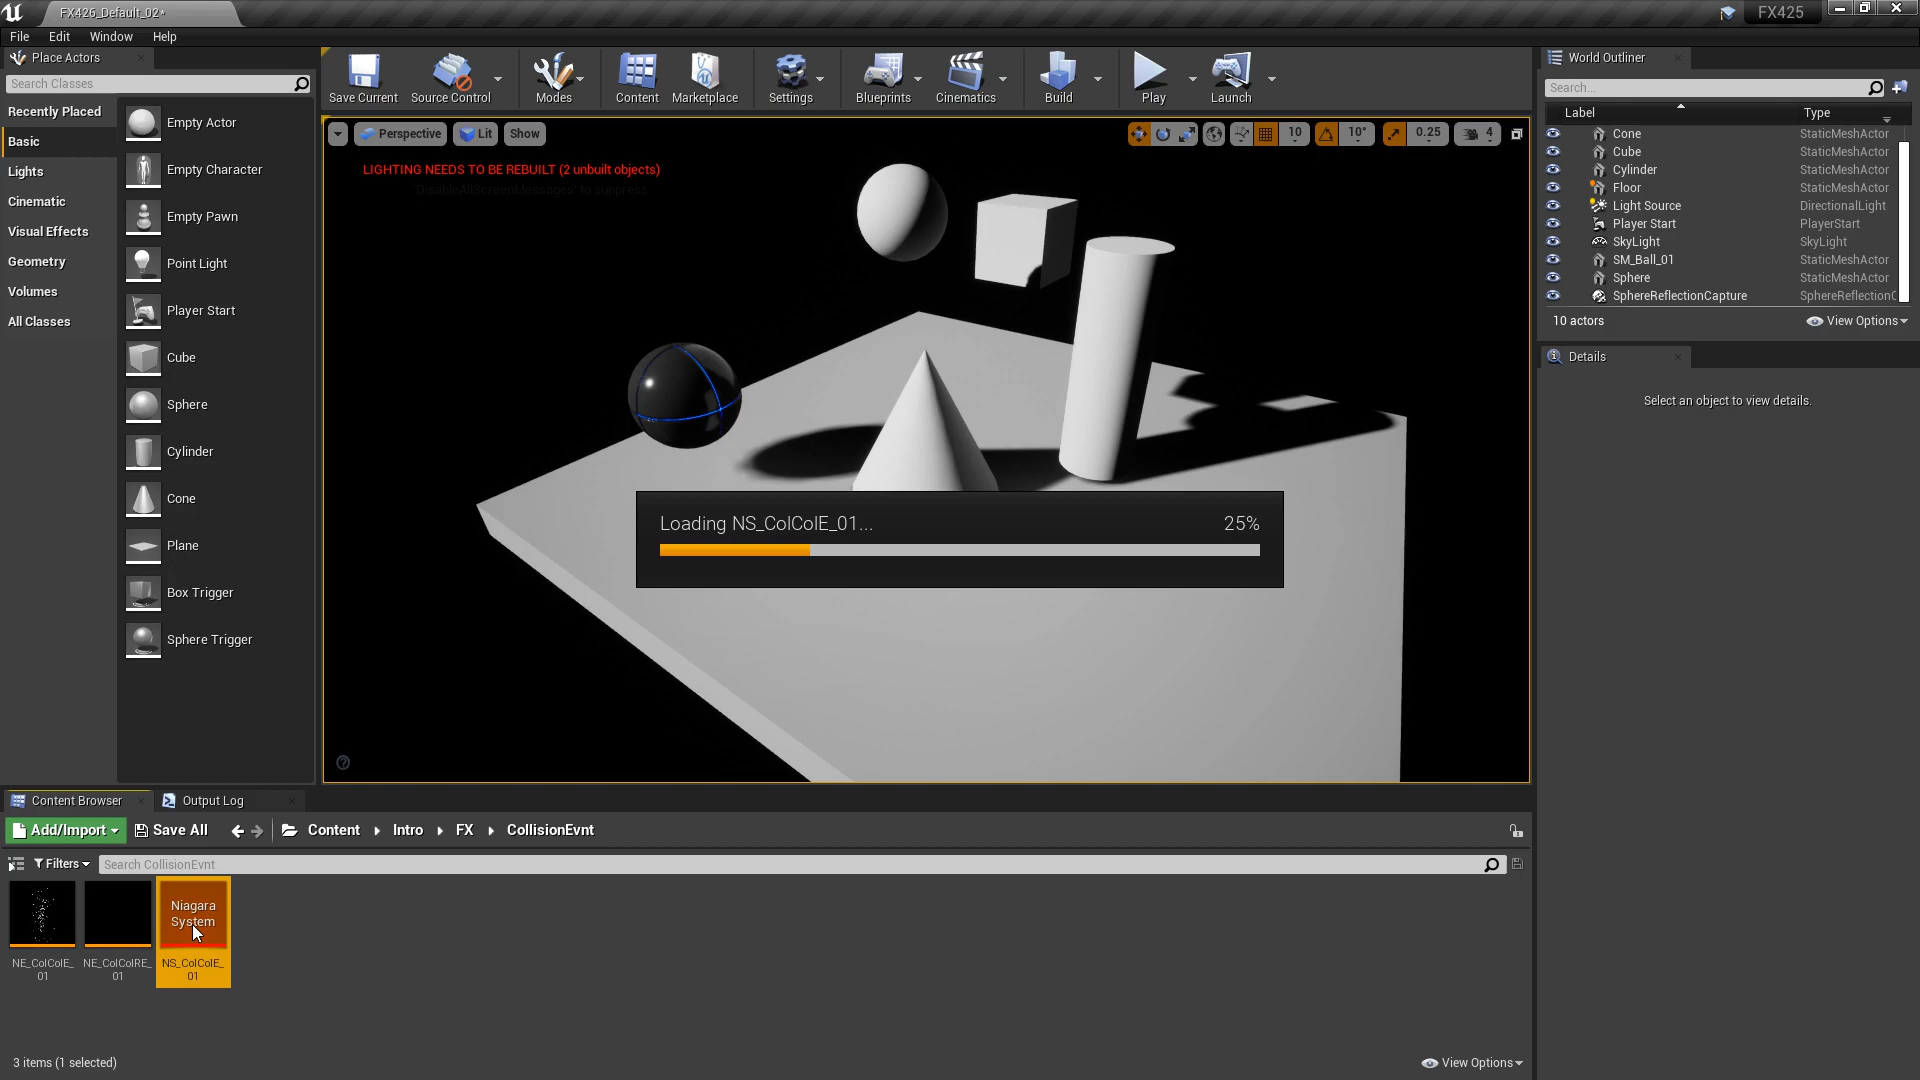 FX426_Default_02•
FX425
File Edit Window Help
Place Actors
Search Classes
Recently Placed
Basic
Lights
Cinematic
Visual Effects
Geometry
Volumes
All Classes
Empty Actor
Empty Character
Empty Pawn
Point Light
Player Start
Cube
Sphere
Cylinder
Cone
Plane
Box Trigger
Sphere Trigger
Save Current
Source Control
Modes
Content
Marketplace
Settings
Blueprints
Cinematics
Build
Play
Launch
Perspective
Lit
Show
10
10°
0.25
4
LIGHTING NEEDS TO BE REBUILT (2 unbuilt objects)
'DisableAllScreenMessages' to suppress
Loading NS_ColColE_01... 25%
World Outliner
Search...
Label Type
Cone StaticMeshActor
Cube StaticMeshActor
Cylinder StaticMeshActor
Floor StaticMeshActor
Light Source DirectionalLight
Player Start PlayerStart
SkyLight SkyLight
SM_Ball_01 StaticMeshActor
Sphere StaticMeshActor
SphereReflectionCapture SphereReflectionC
10 actors View Options
Details
Select an object to view details.
Content Browser
Output Log
Add/Import Save All Content Intro FX CollisionEvnt
Filters Search CollisionEvnt
Niagara
System
NE_ColColE_
01
NE_ColColRE_
01
NS_ColColE_
01
3 items (1 selected)
View Options